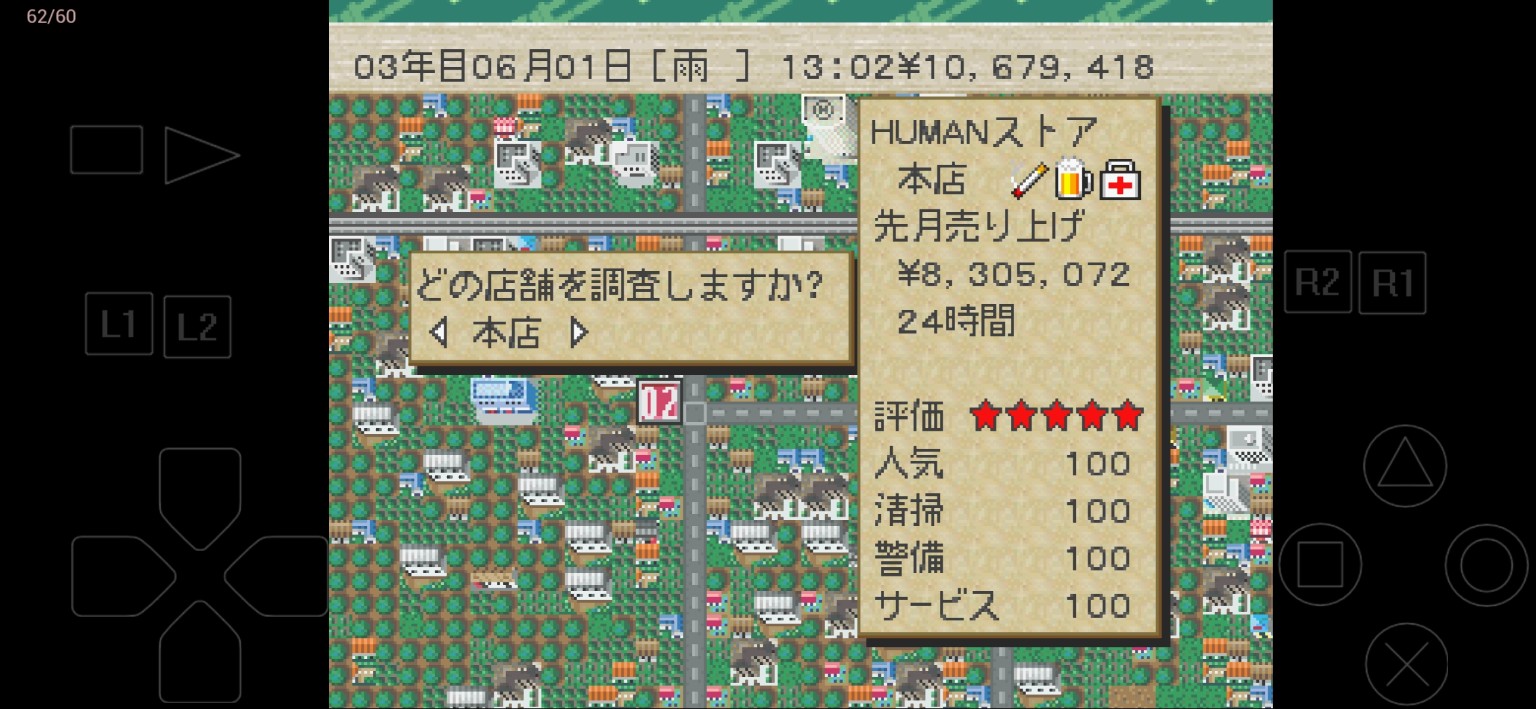 62/60
03年目06月01日［雨　］ 13:02¥10,679,418
HUMANストア
本店
先月売り上げ
¥8,305,072
24時間
評価 ★★★★★
人気 100
清掃 100
警備 100
サービス 100
どの店舗を調査しますか?
◁ 本店 ▷
02
L1
L2
R2
R1